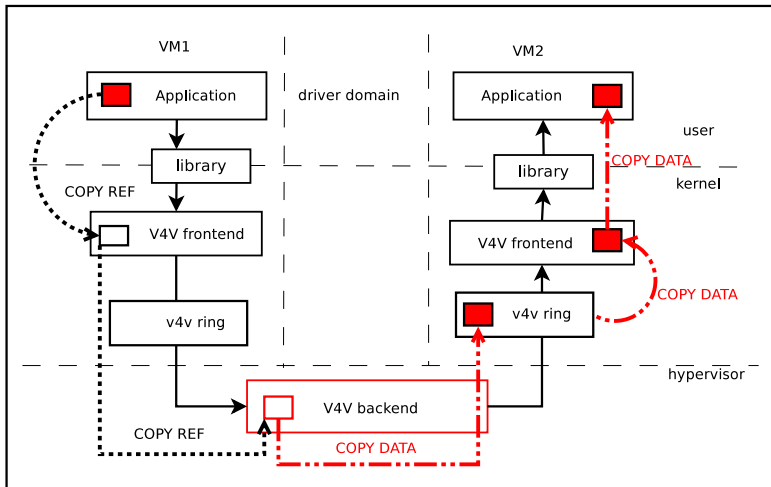 VM1
VM2
Application
driver domain
Application
user
library
COPY DATA
library
kernel
COPY REF
V4V frontend
V4V frontend
COPY DATA
v4v ring
v4v ring
hypervisor
V4V backend
COPY REF
COPY DATA